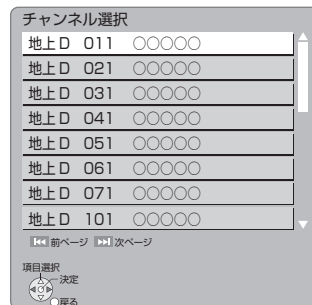 チャンネル選択
地上D 011 ○○○○○
地上D 021 ○○○○○
地上D 031 ○○○○○
地上D 041 ○○○○○
地上D 051 ○○○○○
地上D 061 ○○○○○
地上D 071 ○○○○○
地上D 101 ○○○○○
前ページ 次ページ
項目選択
決定
戻る